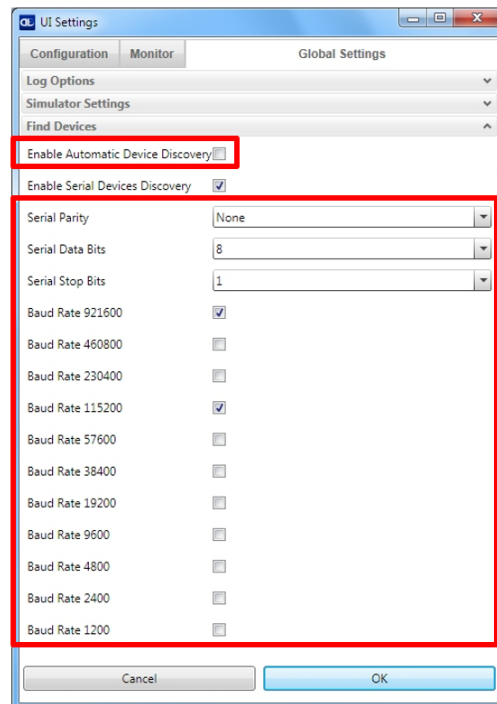 UI Settings
Configuration Monitor Global Settings
Log Options
Simulator Settings
Find Devices
Enable Automatic Device Discovery
Enable Serial Devices Discovery
Serial Parity None
Serial Data Bits 8
Serial Stop Bits 1
Baud Rate 921600
Baud Rate 460800
Baud Rate 230400
Baud Rate 115200
Baud Rate 57600
Baud Rate 38400
Baud Rate 19200
Baud Rate 9600
Baud Rate 4800
Baud Rate 2400
Baud Rate 1200
Cancel OK